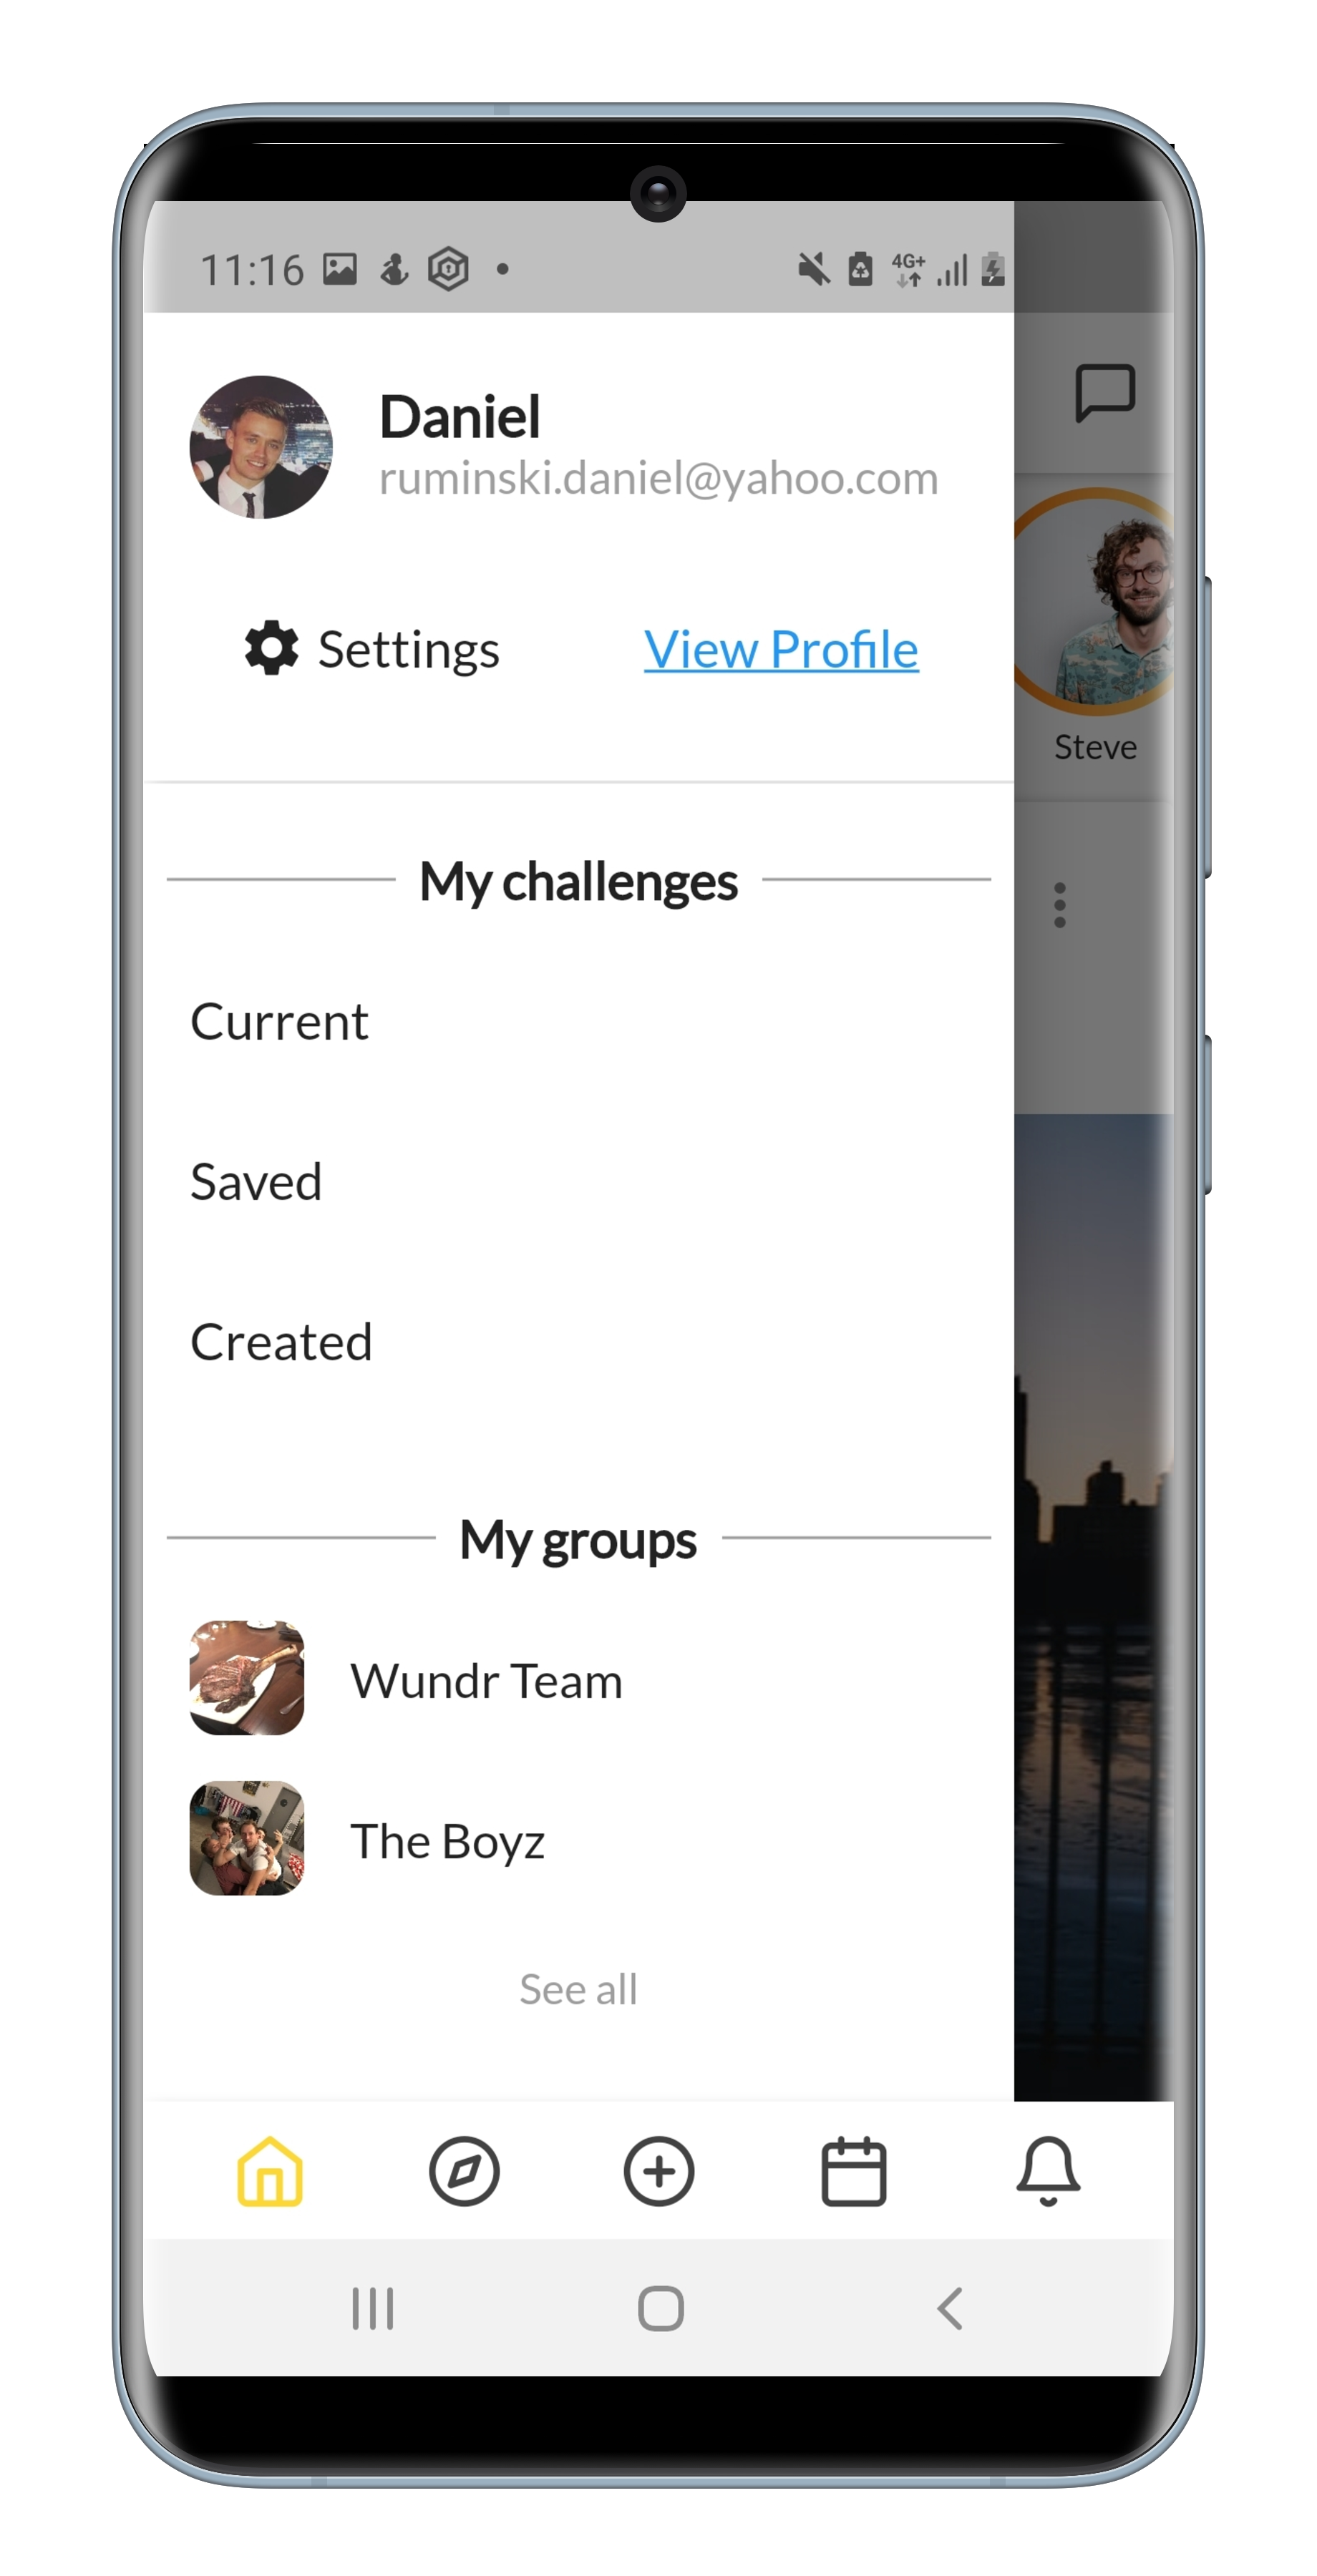 11:16
4G+
Daniel
ruminski.daniel@yahoo.com
Settings
View Profile
Steve
My challenges
Current
Saved
Created
My groups
Wundr Team
The Boyz
See all